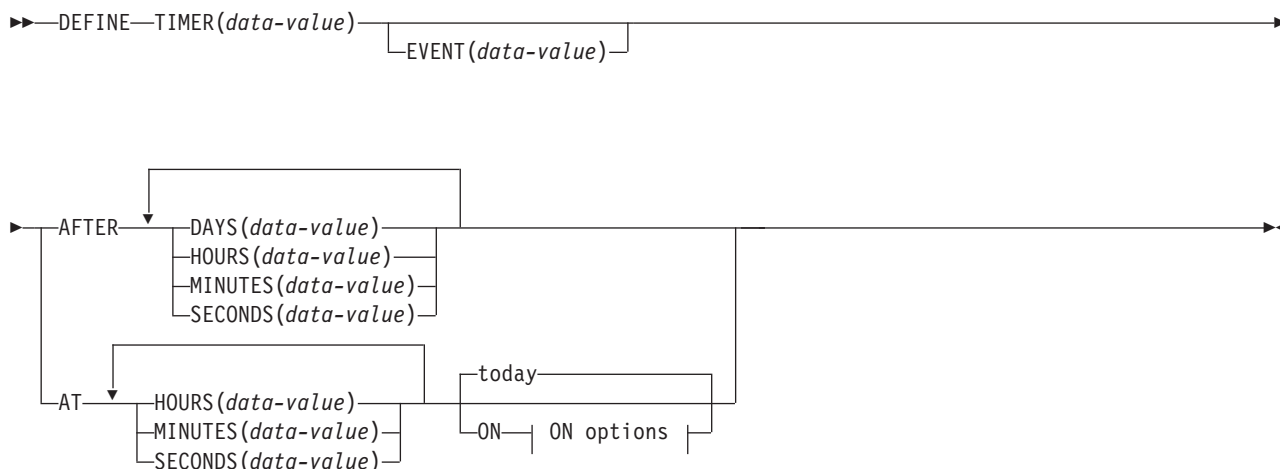 DEFINE TIMER(data-value)
EVENT(data-value)
AFTER DAYS(data-value)
HOURS(data-value)
MINUTES(data-value)
SECONDS(data-value)
today
AT HOURS(data-value)
MINUTES(data-value) ON ON options
SECONDS(data-value)